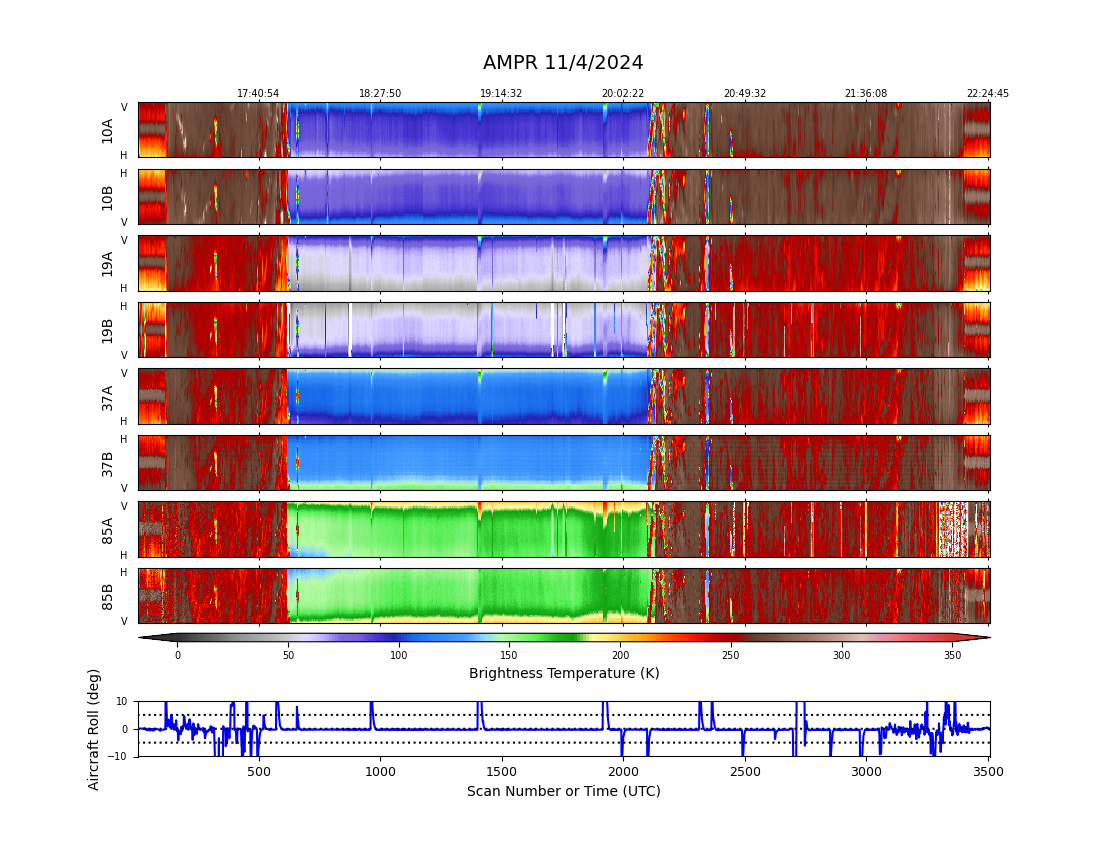 AMPR 11/4/2024
17:40:54 18:27:50 19:14:32 20:02:22 20:49:32 21:36:08 22:24:45
V
10A
H
H
10B
V
V
19A
H
H
19B
V
V
37A
H
H
37B
V
V
85A
H
H
85B
V
0 50 100 150 200 250 300 350
Brightness Temperature (K)
Aircraft Roll (deg)
10
0
−10
500 1000 1500 2000 2500 3000 3500
Scan Number or Time (UTC)